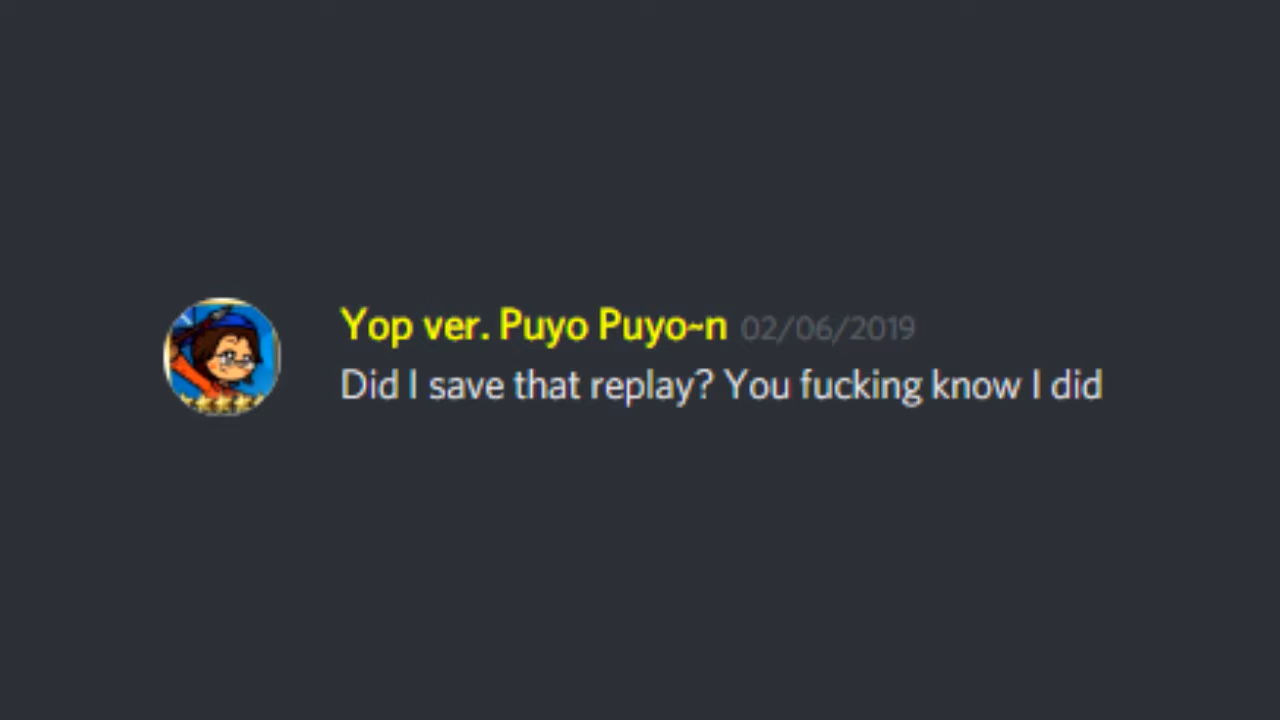 Yop ver. Puyo Puyo~n 02/06/2019
Did I save that replay? You fucking know I did